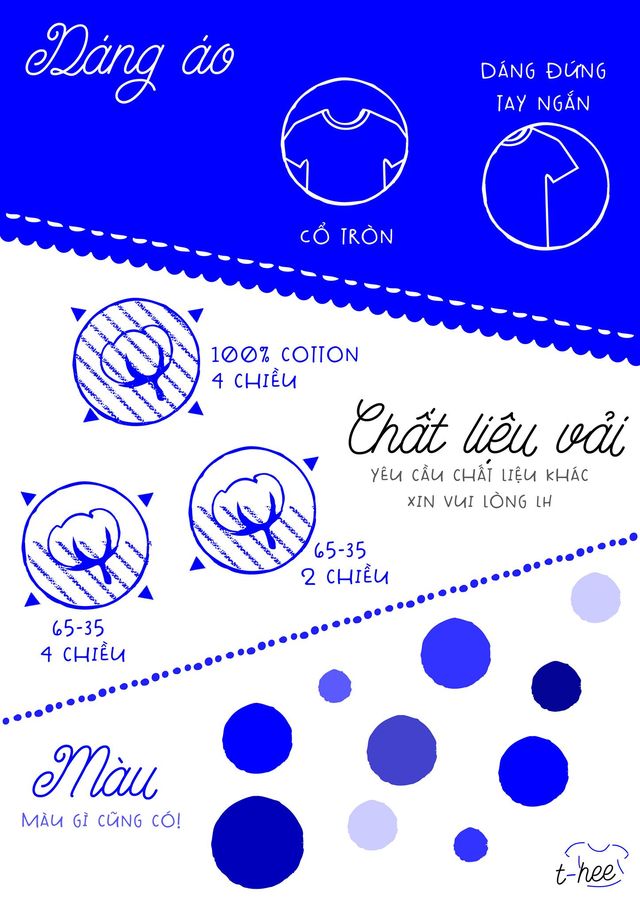 Dáng áo
DÁNG ĐỨNG
TAY NGẮN
CỔ TRÒN
100% COTTON
4 CHIỀU
Chất liệu vải
YÊU CẦU CHẤT LIỆU KHÁC
XIN VUI LÒNG LH
65-35
2 CHIỀU
65-35
4 CHIỀU
Màu
MÀU GÌ CŨNG CÓ!
t-hee